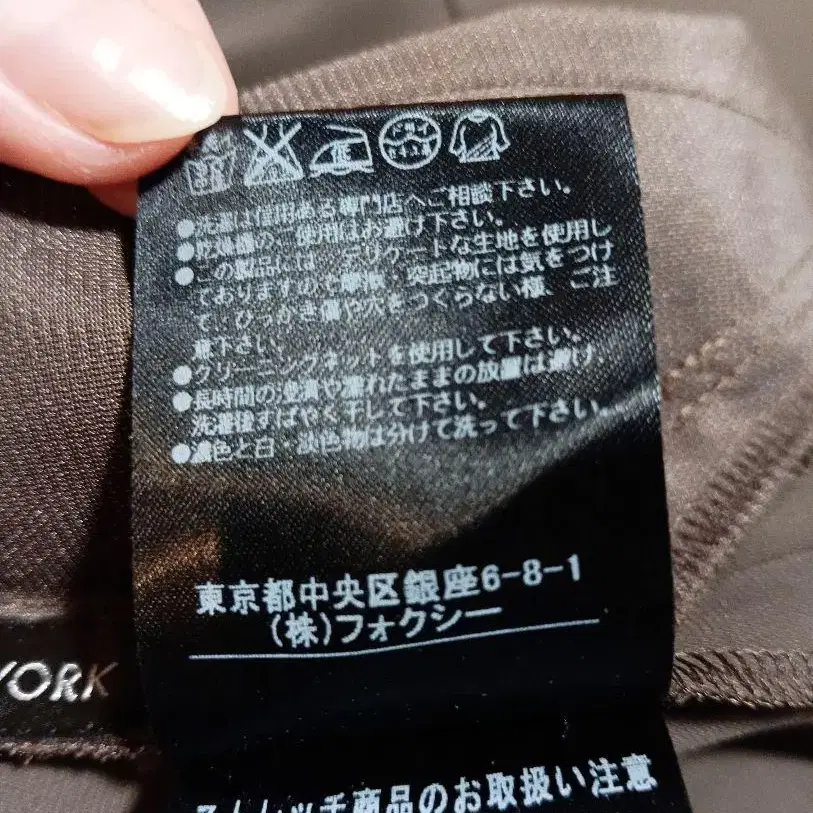 ●洗濯は信用ある専門店へご相談下さい。
●乾燥機のご使用はお避け下さい。
●この製品には、デリケートな生地を使用し
ておりますので摩擦・突起物には気をつけ
て、ひっかき傷や穴をつくらない様、ご注
意下さい。
●クリーニングネットを使用して下さい。
●長時間の浸漬や濡れたままの放置は避け、
洗濯後すばやく干して下さい。
●濃色と白・淡色物は分けて洗って下さい。
東京都中央区銀座6-8-1
(株)フォクシー
YORK
ストレッチ商品のお取扱い注意